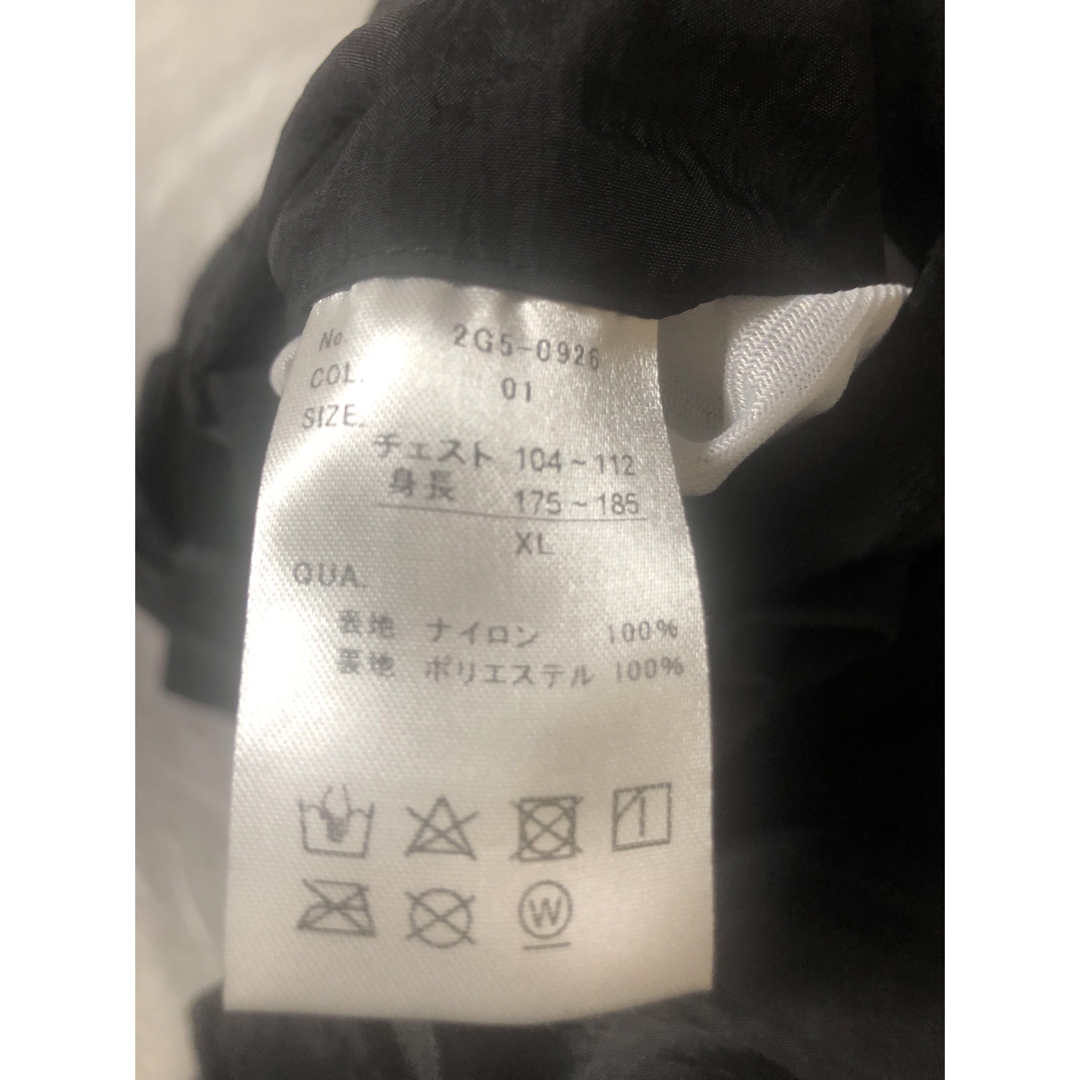 No. 2G5-0926
COL. 01
SIZE.
チェスト 104~112
身長 175~185
XL
QUA.
表地 ナイロン 100%
裏地 ポリエステル 100%
W